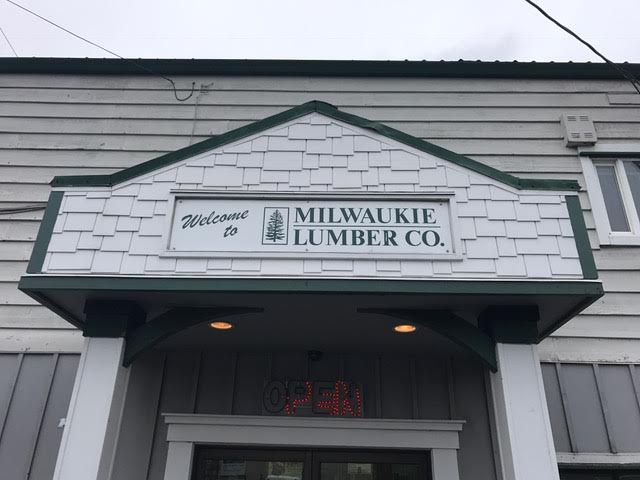 Welcome
to
MILWAUKIE
LUMBER CO.
OPEN